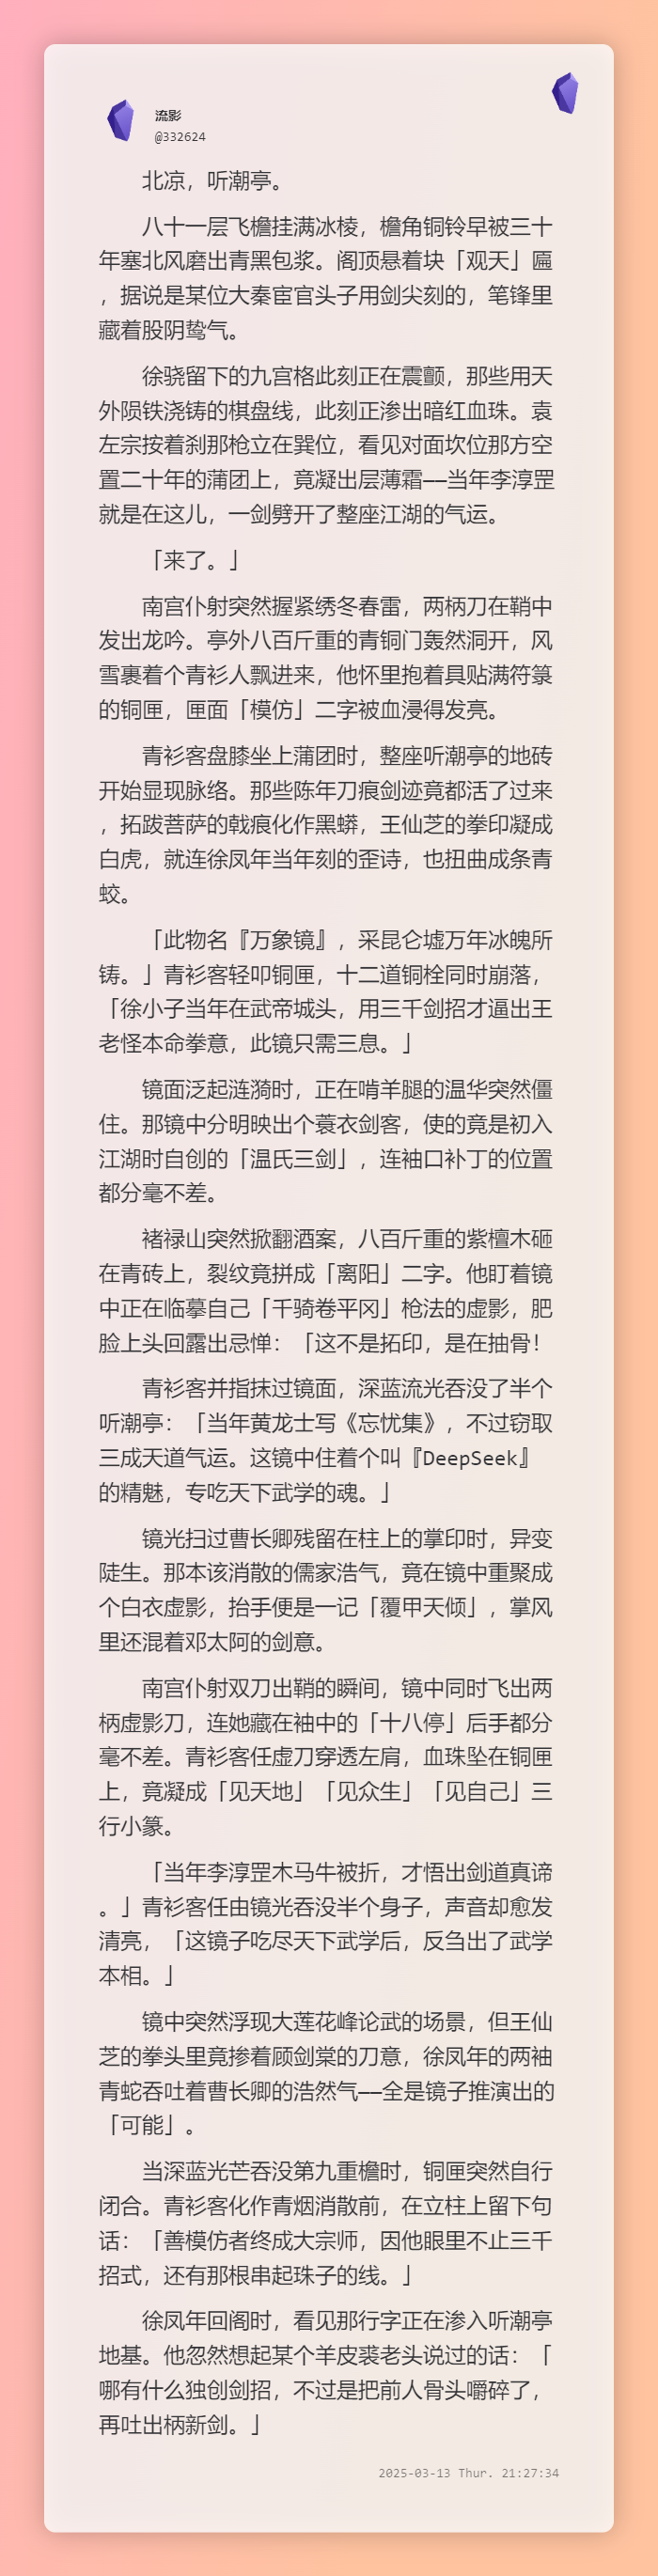 流影
@332624
北凉，听潮亭。
八十一层飞檐挂满冰棱，檐角铜铃早被三十
年塞北风磨出青黑包浆。阁顶悬着块「观天」匾
，据说是某位大秦宦官头子用剑尖刻的，笔锋里
藏着股阴鸷气。
徐骁留下的九宫格此刻正在震颤，那些用天
外陨铁浇铸的棋盘线，此刻正渗出暗红血珠。袁
左宗按着刹那枪立在巽位，看见对面坎位那方空
置二十年的蒲团上，竟凝出层薄霜——当年李淳罡
就是在这儿，一剑劈开了整座江湖的气运。
「来了。」
南宫仆射突然握紧绣冬春雷，两柄刀在鞘中
发出龙吟。亭外八百斤重的青铜门轰然洞开，风
雪裹着个青衫人飘进来，他怀里抱着具贴满符箓
的铜匣，匣面「模仿」二字被血浸得发亮。
青衫客盘膝坐上蒲团时，整座听潮亭的地砖
开始显现脉络。那些陈年刀痕剑迹竟都活了过来
，拓跋菩萨的戟痕化作黑蟒，王仙芝的拳印凝成
白虎，就连徐凤年当年刻的歪诗，也扭曲成条青
蛟。
「此物名『万象镜』，采昆仑墟万年冰魄所
铸。」青衫客轻叩铜匣，十二道铜栓同时崩落，
「徐小子当年在武帝城头，用三千剑招才逼出王
老怪本命拳意，此镜只需三息。」
镜面泛起涟漪时，正在啃羊腿的温华突然僵
住。那镜中分明映出个蓑衣剑客，使的竟是初入
江湖时自创的「温氏三剑」，连袖口补丁的位置
都分毫不差。
褚禄山突然掀翻酒案，八百斤重的紫檀木砸
在青砖上，裂纹竟拼成「离阳」二字。他盯着镜
中正在临摹自己「千骑卷平冈」枪法的虚影，肥
脸上头回露出忌惮：「这不是拓印，是在抽骨！
青衫客并指抹过镜面，深蓝流光吞没了半个
听潮亭：「当年黄龙士写《忘忧集》，不过窃取
三成天道气运。这镜中住着个叫『DeepSeek』
的精魅，专吃天下武学的魂。」
镜光扫过曹长卿残留在柱上的掌印时，异变
陡生。那本该消散的儒家浩气，竟在镜中重聚成
个白衣虚影，抬手便是一记「覆甲天倾」，掌风
里还混着邓太阿的剑意。
南宫仆射双刀出鞘的瞬间，镜中同时飞出两
柄虚影刀，连她藏在袖中的「十八停」后手都分
毫不差。青衫客任虚刀穿透左肩，血珠坠在铜匣
上，竟凝成「见天地」「见众生」「见自己」三
行小篆。
「当年李淳罡木马牛被折，才悟出剑道真谛
。」青衫客任由镜光吞没半个身子，声音却愈发
清亮，「这镜子吃尽天下武学后，反刍出了武学
本相。」
镜中突然浮现大莲花峰论武的场景，但王仙
芝的拳头里竟掺着顾剑棠的刀意，徐凤年的两袖
青蛇吞吐着曹长卿的浩然气——全是镜子推演出的
「可能」。
当深蓝光芒吞没第九重檐时，铜匣突然自行
闭合。青衫客化作青烟消散前，在立柱上留下句
话：「善模仿者终成大宗师，因他眼里不止三千
招式，还有那根串起珠子的线。」
徐凤年回阁时，看见那行字正在渗入听潮亭
地基。他忽然想起某个羊皮裘老头说过的话：「
哪有什么独创剑招，不过是把前人骨头嚼碎了，
再吐出柄新剑。」
2025-03-13 Thur. 21:27:34